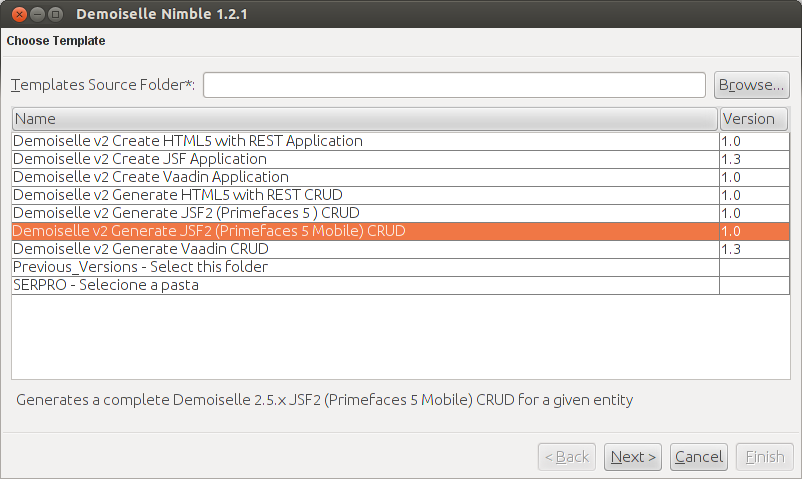 Demoiselle Nimble 1.2.1
Choose Template
Templates Source Folder*: Browse...
Name Version
Demoiselle v2 Create HTML5 with REST Application 1.0
Demoiselle v2 Create JSF Application 1.3
Demoiselle v2 Create Vaadin Application 1.0
Demoiselle v2 Generate HTML5 with REST CRUD 1.0
Demoiselle v2 Generate JSF2 (Primefaces 5 ) CRUD 1.0
Demoiselle v2 Generate JSF2 (Primefaces 5 Mobile) CRUD 1.0
Demoiselle v2 Generate Vaadin CRUD 1.3
Previous_Versions - Select this folder
SERPRO - Selecione a pasta
Generates a complete Demoiselle 2.5.x JSF2 (Primefaces 5 Mobile) CRUD for a given entity
< Back Next > Cancel Finish